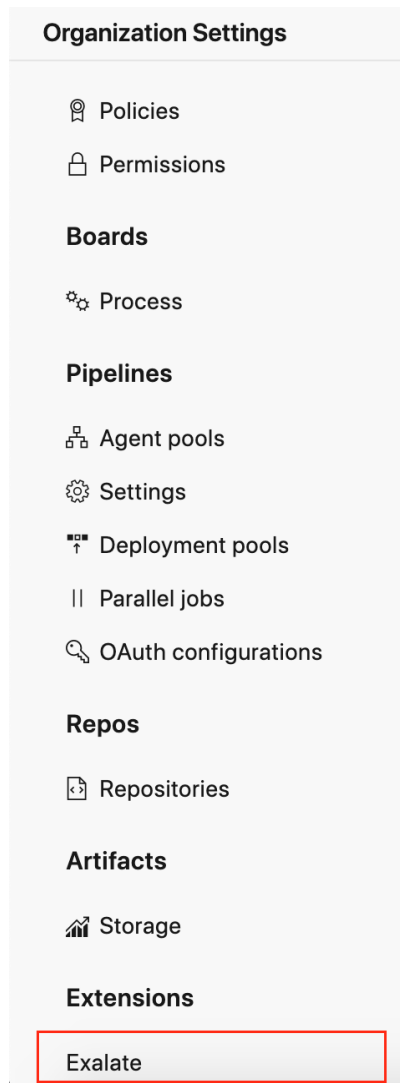 Organization Settings
Policies
Permissions
Boards
Process
Pipelines
Agent pools
Settings
Deployment pools
Parallel jobs
OAuth configurations
Repos
Repositories
Artifacts
Storage
Extensions
Exalate